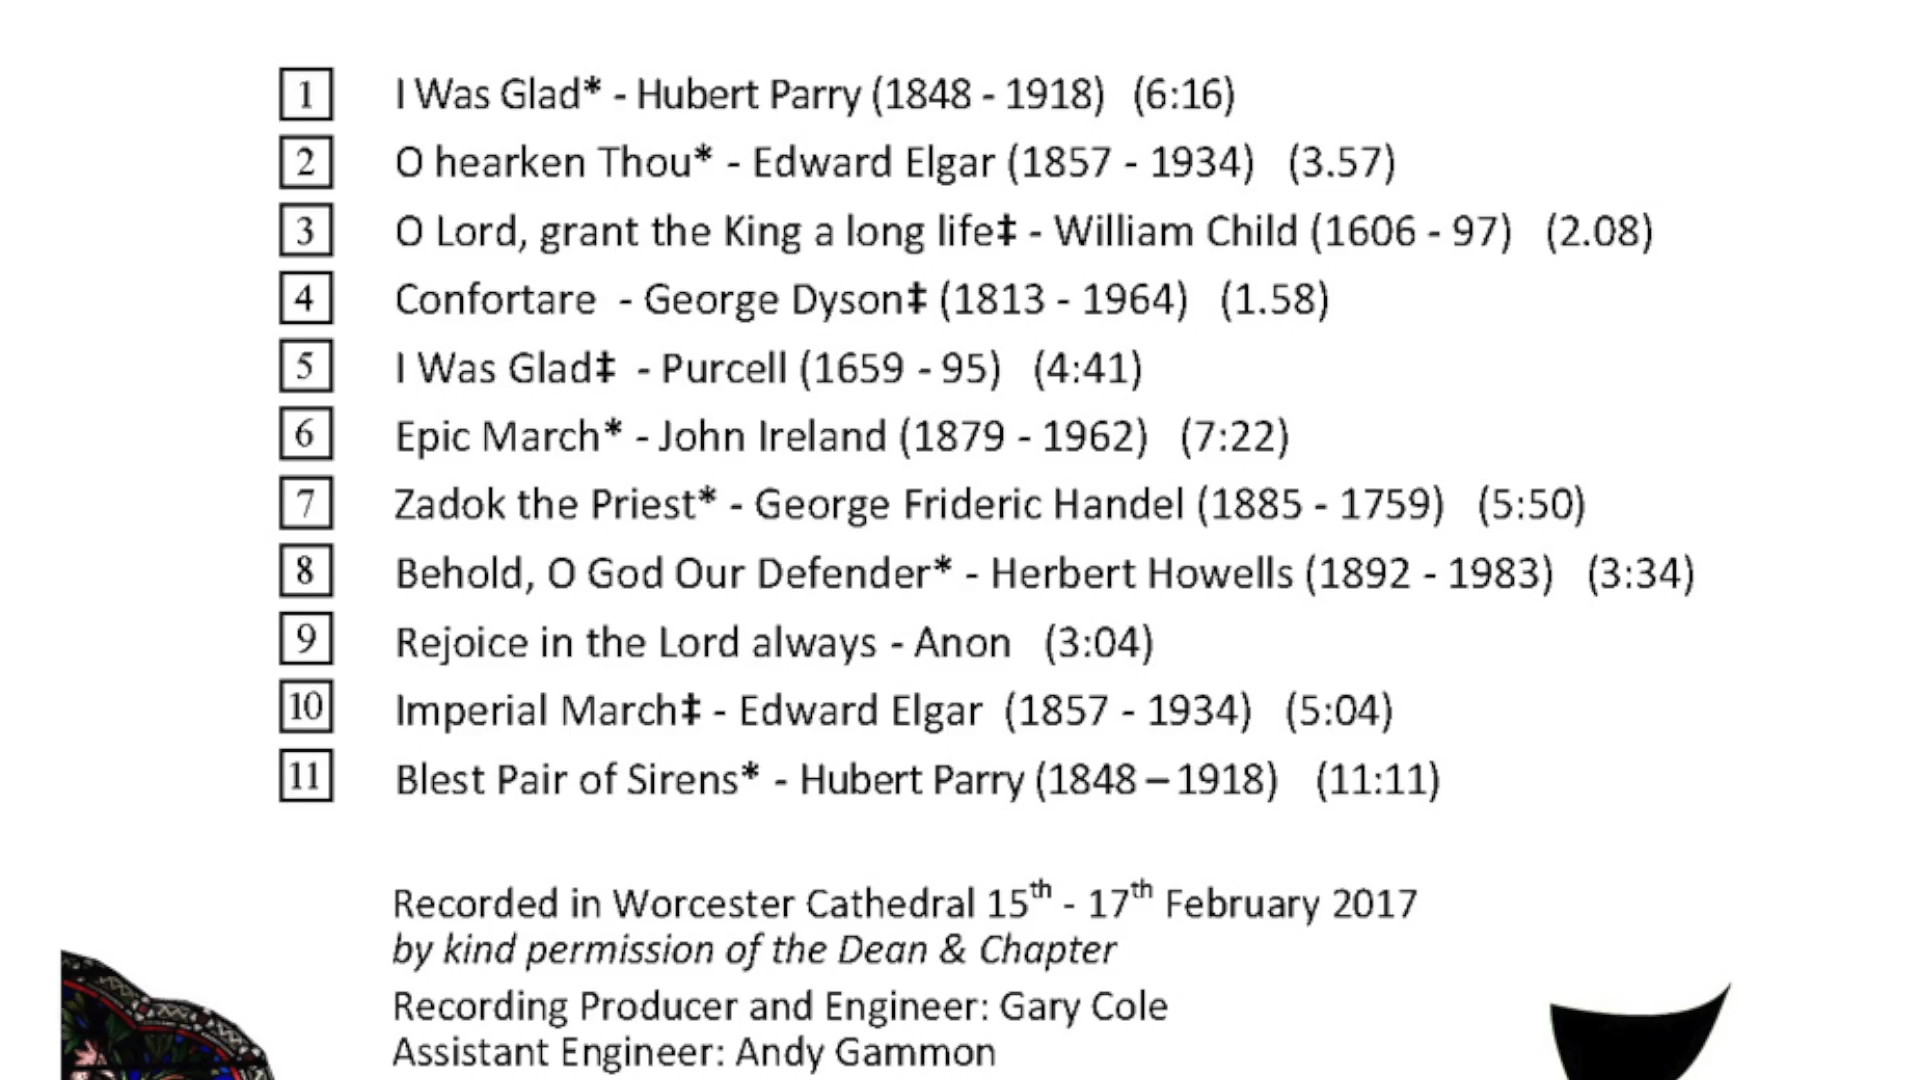 1 I Was Glad* - Hubert Parry (1848 - 1918) (6:16)
2 O hearken Thou* - Edward Elgar (1857 - 1934) (3.57)
3 O Lord, grant the King a long life‡ - William Child (1606 - 97) (2.08)
4 Confortare - George Dyson‡ (1813 - 1964) (1.58)
5 I Was Glad‡ - Purcell (1659 - 95) (4:41)
6 Epic March* - John Ireland (1879 - 1962) (7:22)
7 Zadok the Priest* - George Frideric Handel (1885 - 1759) (5:50)
8 Behold, O God Our Defender* - Herbert Howells (1892 - 1983) (3:34)
9 Rejoice in the Lord always - Anon (3:04)
10 Imperial March‡ - Edward Elgar (1857 - 1934) (5:04)
11 Blest Pair of Sirens* - Hubert Parry (1848 – 1918) (11:11)
Recorded in Worcester Cathedral 15th - 17th February 2017
by kind permission of the Dean & Chapter
Recording Producer and Engineer: Gary Cole
Assistant Engineer: Andy Gammon